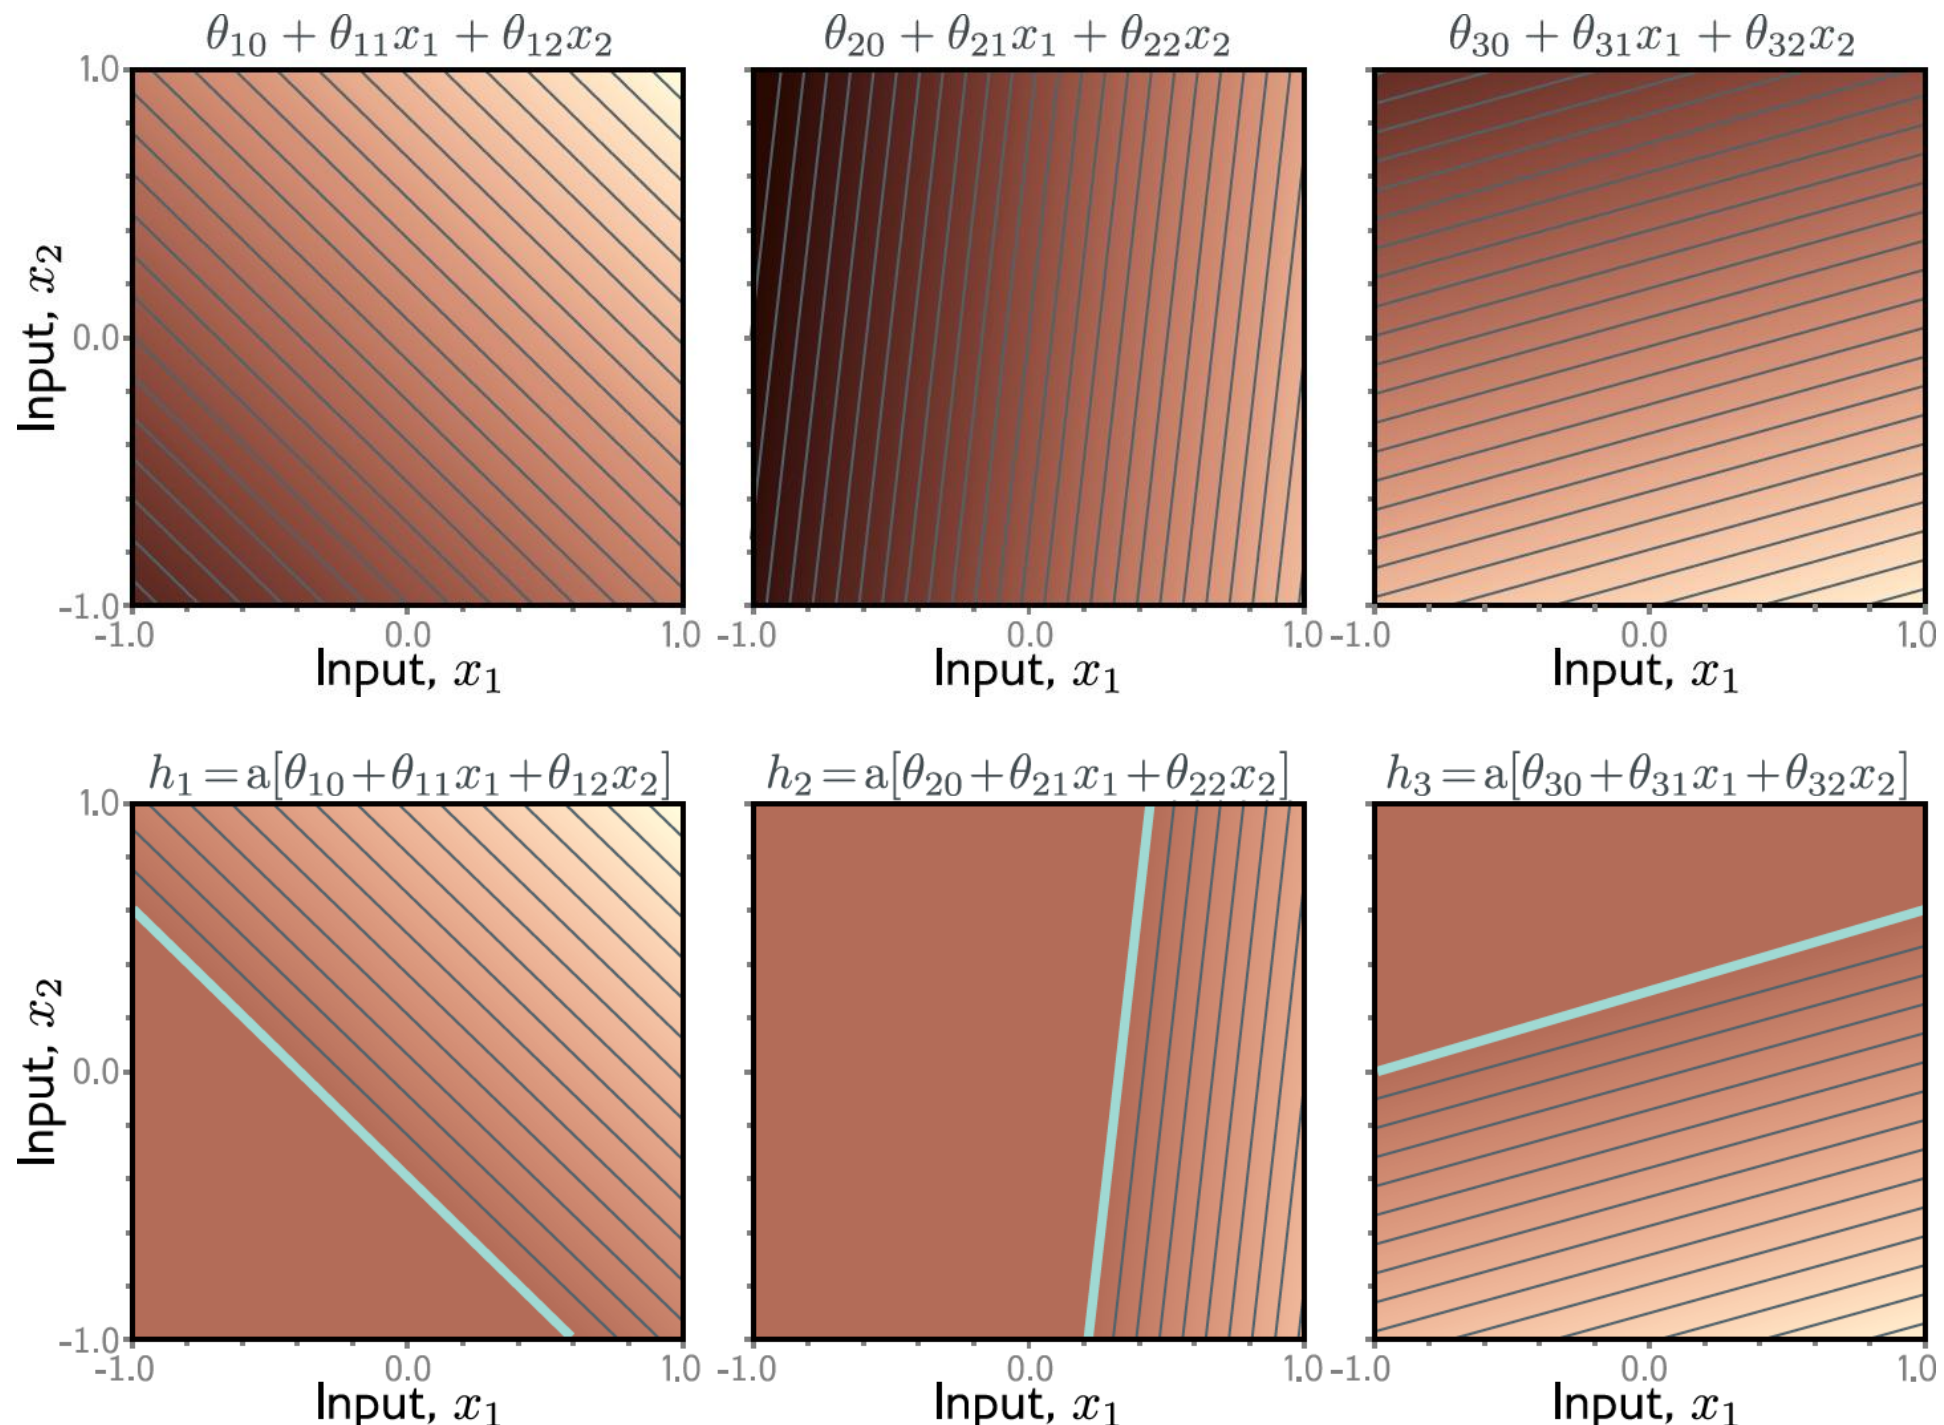 θ₁₀ + θ₁₁x₁ + θ₁₂x₂
θ₂₀ + θ₂₁x₁ + θ₂₂x₂
θ₃₀ + θ₃₁x₁ + θ₃₂x₂
1.0
0.0
-1.0
Input, x₂
-1.0 0.0 1.0
-1.0 0.0 1.0
-1.0 0.0 1.0
Input, x₁
Input, x₁
Input, x₁
h₁ = a[θ₁₀ + θ₁₁x₁ + θ₁₂x₂]
h₂ = a[θ₂₀ + θ₂₁x₁ + θ₂₂x₂]
h₃ = a[θ₃₀ + θ₃₁x₁ + θ₃₂x₂]
1.0
0.0
-1.0
Input, x₂
-1.0 0.0 1.0
-1.0 0.0 1.0
-1.0 0.0 1.0
Input, x₁
Input, x₁
Input, x₁